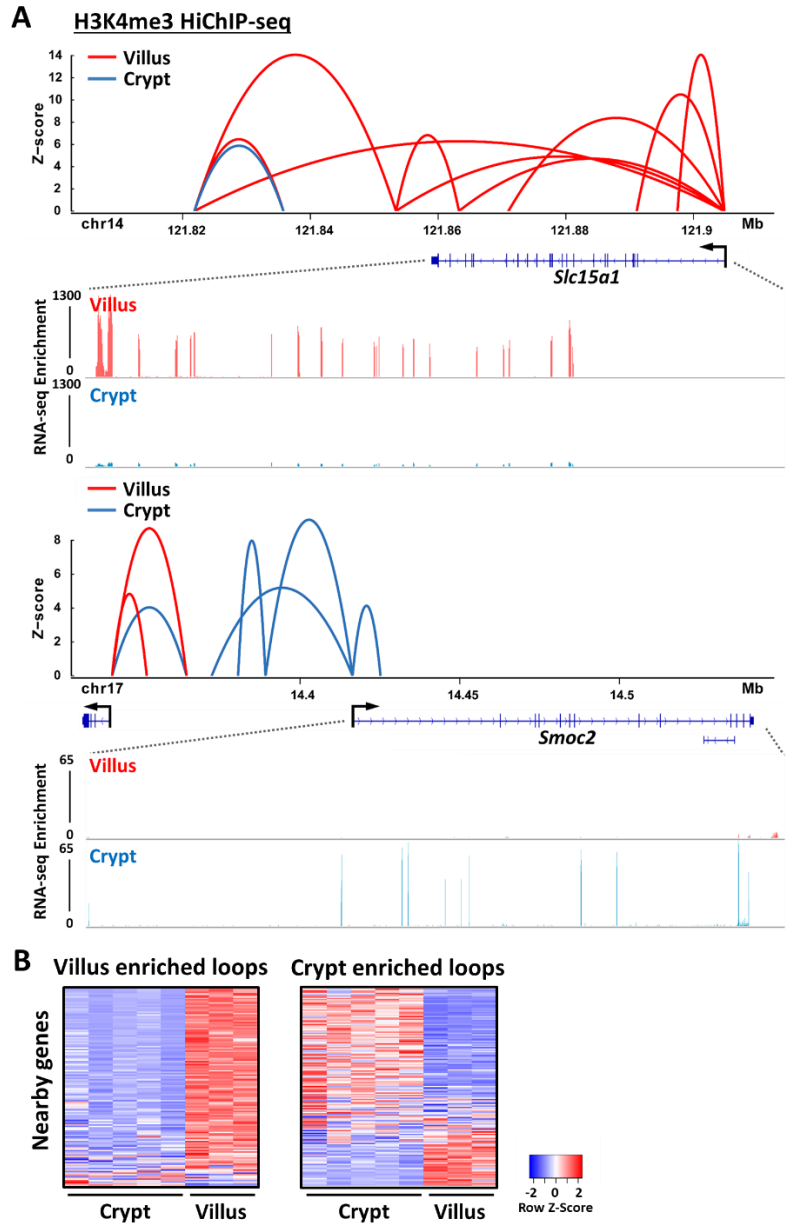 A
H3K4me3 HiChIP-seq
Villus
Crypt
Z-score
14
12
10
8
6
4
2
0
chr14
121.82
121.84
121.86
121.88
121.9
Mb
Slc15a1
RNA-seq Enrichment
1300
Villus
0
1300
Crypt
0
Villus
Crypt
Z-score
8
6
4
2
0
chr17
14.4
14.45
14.5
Mb
Smoc2
RNA-seq Enrichment
65
Villus
0
65
Crypt
0
B
Villus enriched loops
Crypt enriched loops
Nearby genes
Crypt
Villus
Crypt
Villus
-2 0 2
Row Z-Score